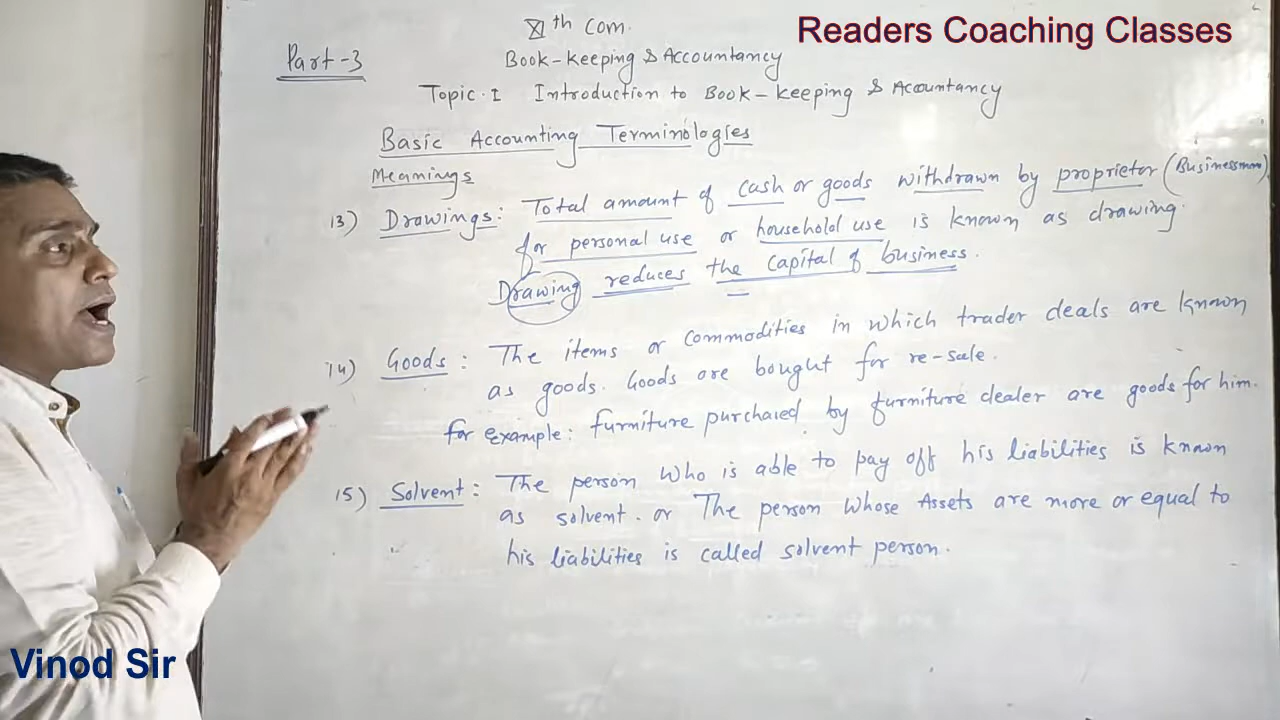 Readers Coaching Classes
XIth Com.
Part-3
Book-Keeping & Accountancy
Topic.1 Introduction to Book-keeping & Accountancy
Basic Accounting Terminologies
Meanings
13) Drawings: Total amount of cash or goods withdrawn by proprietor (Businessman)
for personal use or household use is known as drawing.
Drawing reduces the capital of business.
14) Goods: The items or commodities in which trader deals are known
as goods. Goods are bought for re-sale.
for example: furniture purchased by furniture dealer are goods for him.
15) Solvent: The person who is able to pay off his liabilities is known
as solvent. or The person whose Assets are more or equal to
his liabilities is called solvent person.
Vinod Sir